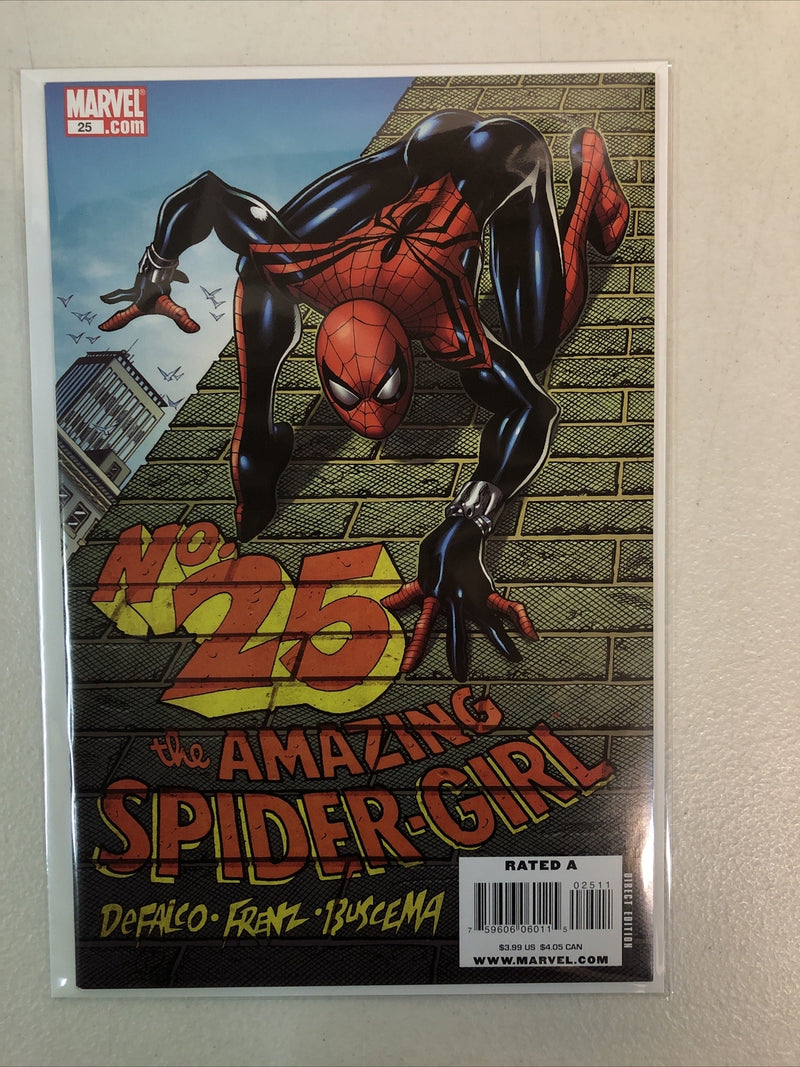 MARVEL®
25 .com
No. 25
the AMAZING
SPIDER-GIRL
DeFALCO • FRENZ • BUSCEMA
RATED A
02511
7 59606 06011 5
$3.99 US $4.05 CAN
WWW.MARVEL.COM
DIRECT EDITION